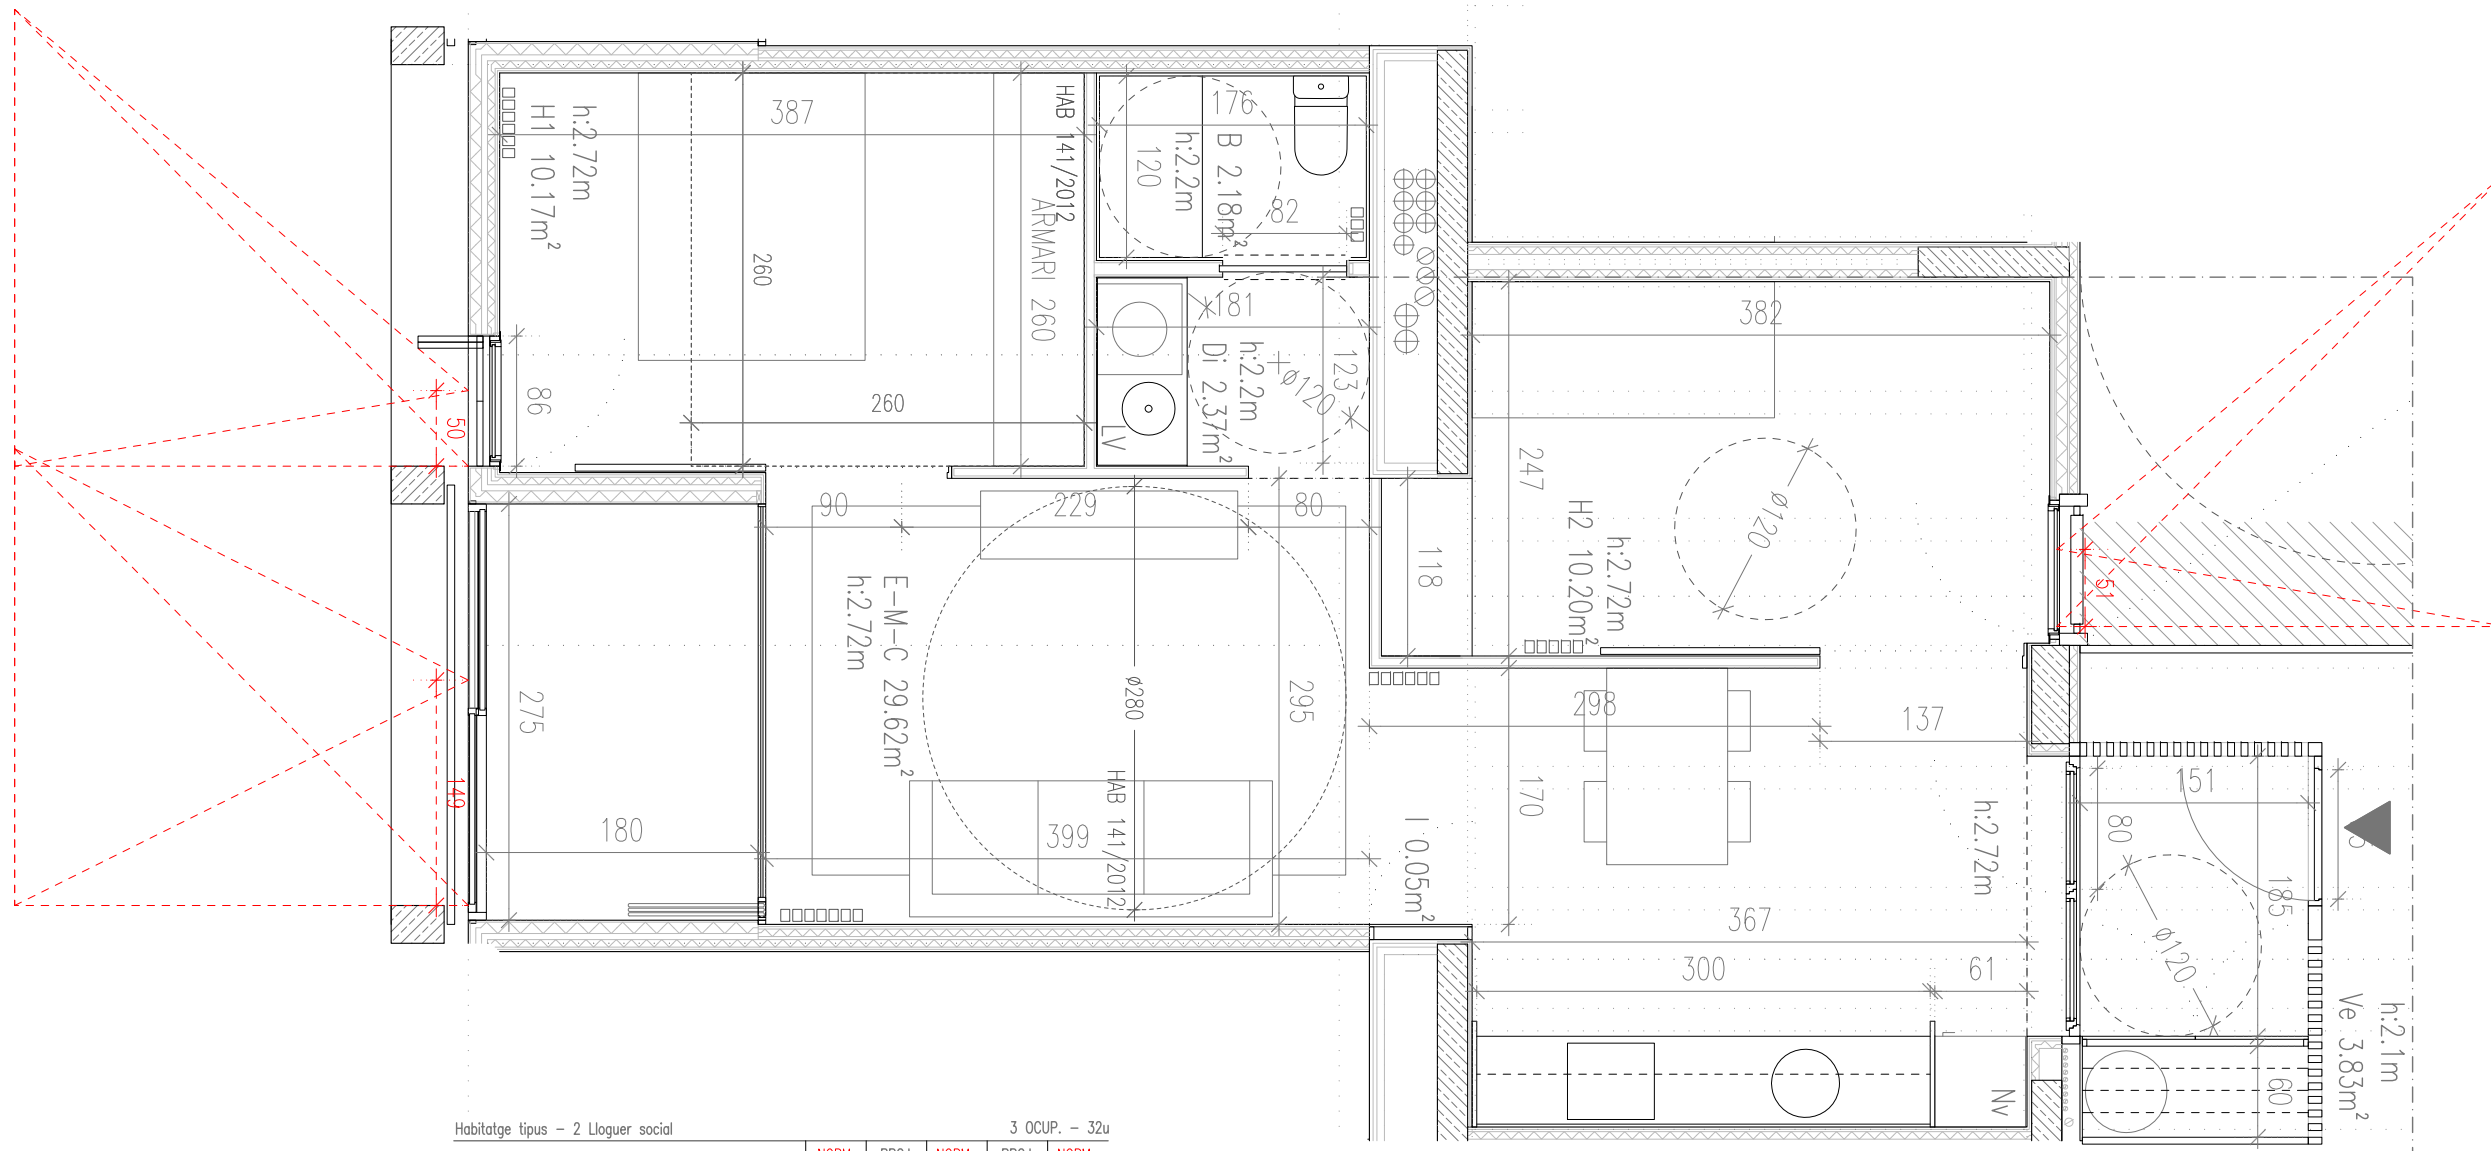 387
H1 10.17m²
h:2.72m
260
86
50
HAB 141/2012
ARMARI 260
260
176
120
B 2.18m²
h:2.2m
82
181
Di 2.37m²
h:2.2m
123
ø120
LV
382
247
H2 10.20m²
h:2.72m
ø120
118
51
90
229
80
E-M-C 29.62m²
h:2.72m
ø280
HAB 141/2012
295
275
149
180
399
I 0.05m²
298
137
170
h:2.72m
367
300
61
Nv
151
80
185
ø120
h:2.1m
Ve 3.83m²
60
Habitatge tipus - 2 Lloguer social
3 OCUP. - 32u